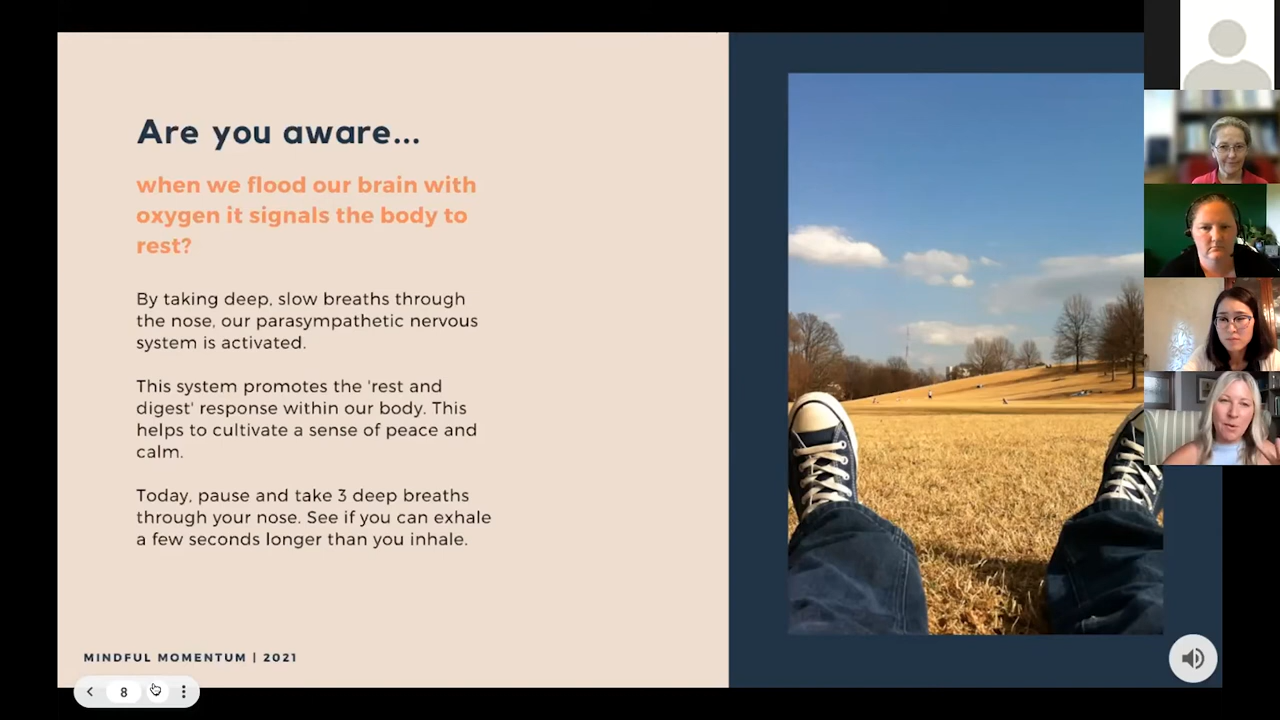 Are you aware...
when we flood our brain with
oxygen it signals the body to
rest?
By taking deep, slow breaths through
the nose, our parasympathetic nervous
system is activated.
This system promotes the 'rest and
digest' response within our body. This
helps to cultivate a sense of peace and
calm.
Today, pause and take 3 deep breaths
through your nose. See if you can exhale
a few seconds longer than you inhale.
MINDFUL MOMENTUM | 2021
8